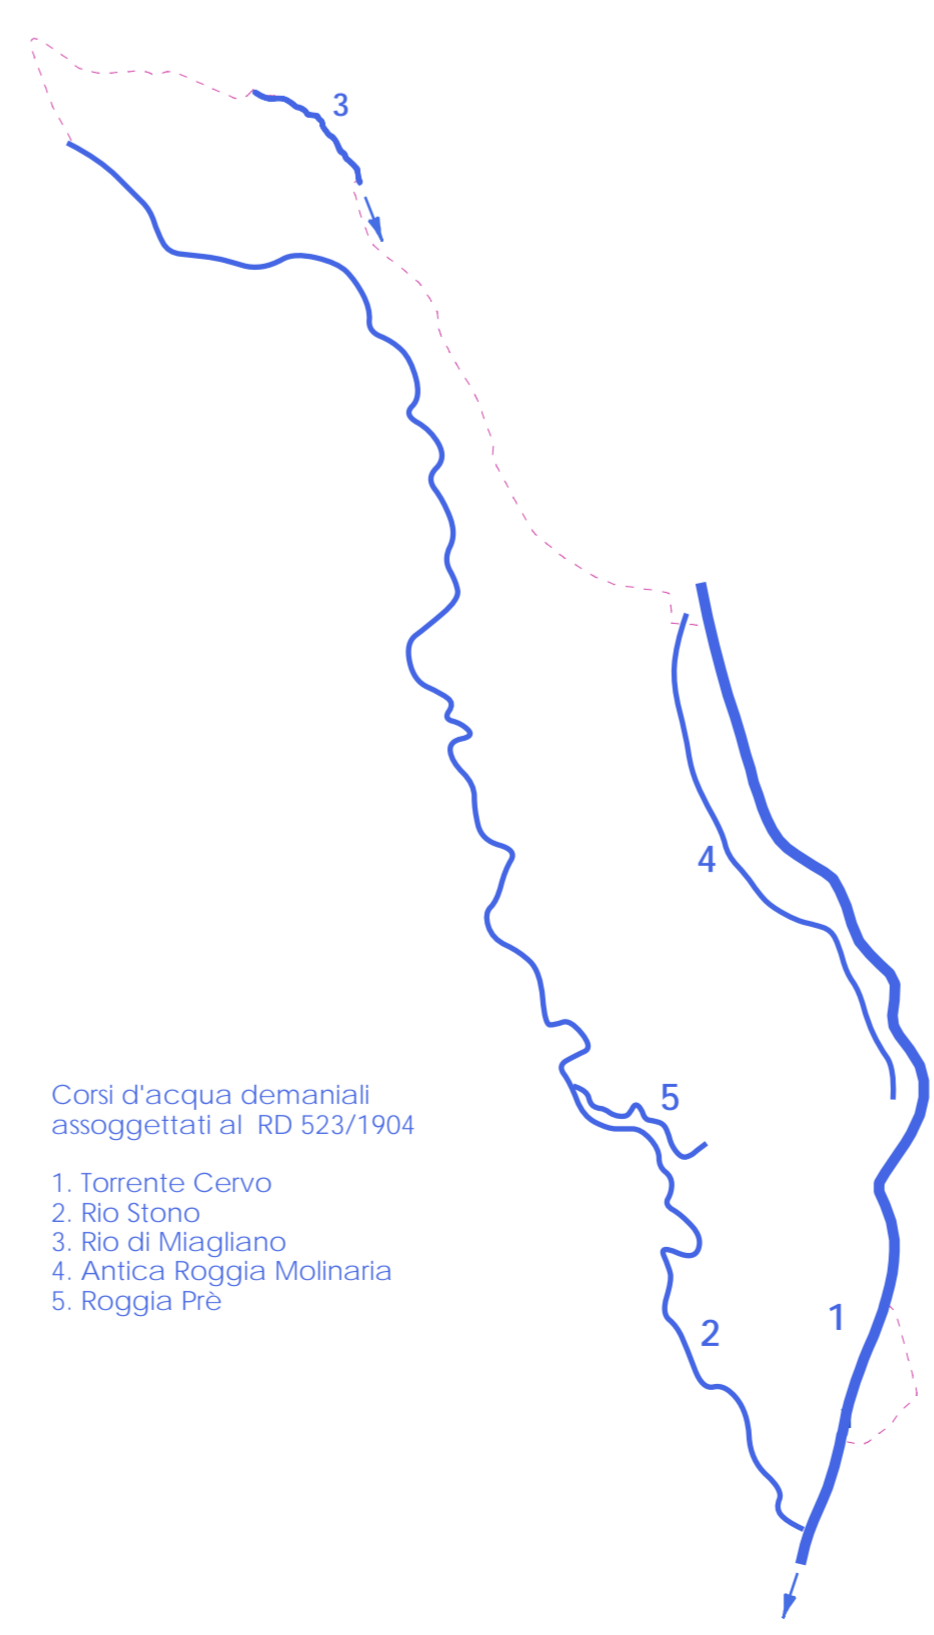 3
4
5
Corsi d'acqua demaniali
assoggettati al RD 523/1904
1. Torrente Cervo
2. Rio Stono
3. Rio di Miagliano
4. Antica Roggia Molinaria
5. Roggia Prè
1
2